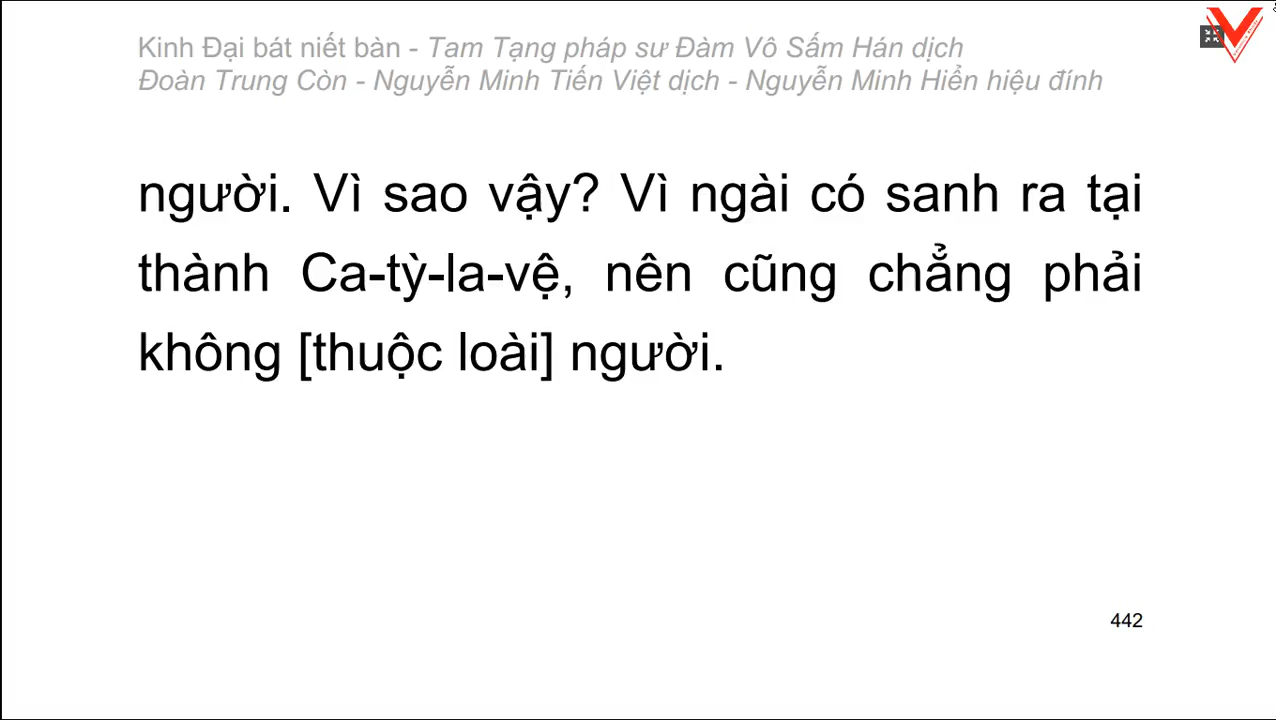 Kinh Đại bát niết bàn - Tam Tạng pháp sư Đàm Vô Sấm Hán dịch
Đoàn Trung Còn - Nguyễn Minh Tiến Việt dịch - Nguyễn Minh Hiển hiệu đính
người. Vì sao vậy? Vì ngài có sanh ra tại
thành Ca-tỳ-la-vệ, nên cũng chẳng phải
không [thuộc loài] người.
442